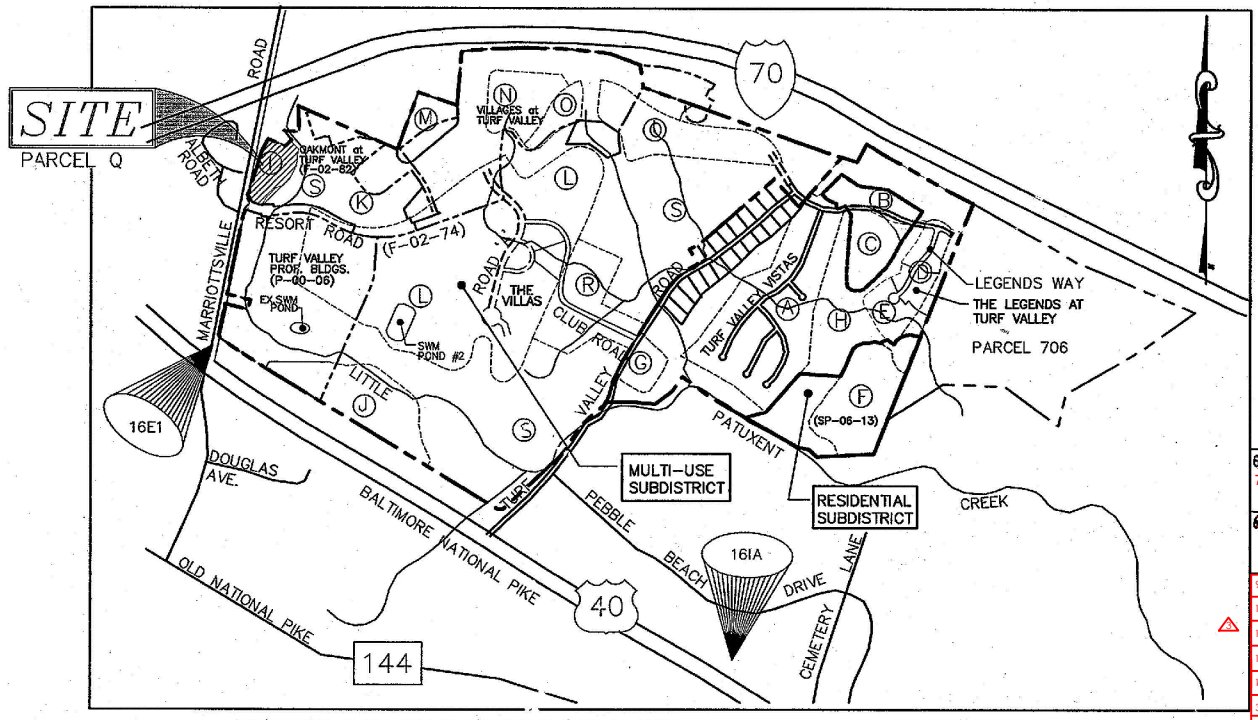 SITE
PARCEL Q
ALBETH
ROAD
ROAD
MARRIOTTSVILLE
70
N
O
VILLAGES at
TURF VALLEY
M
OAKMONT at
TURF VALLEY
(F-02-82)
S
K
L
S
RESORT ROAD
(F-02-74)
B
C
D
LEGENDS WAY
THE LEGENDS AT
TURF VALLEY
PARCEL 706
TURF VALLEY
PROF. BLDGS.
(P-00-06)
EX.SWM
POND
L
SWM
POND #2
ROAD
THE
VILLAS
R
CLUB ROAD
ROAD
TURF VALLEY VISTAS
A
H
E
G
F
(SP-06-13)
LITTLE
J
S
VALLEY
TURF
PATUXENT
CREEK
16E1
DOUGLAS
AVE.
MULTI-USE
SUBDISTRICT
RESIDENTIAL
SUBDISTRICT
BALTIMORE NATIONAL PIKE
PEBBLE
BEACH
DRIVE
16IA
CEMETERY LANE
OLD NATIONAL PIKE
40
144
3